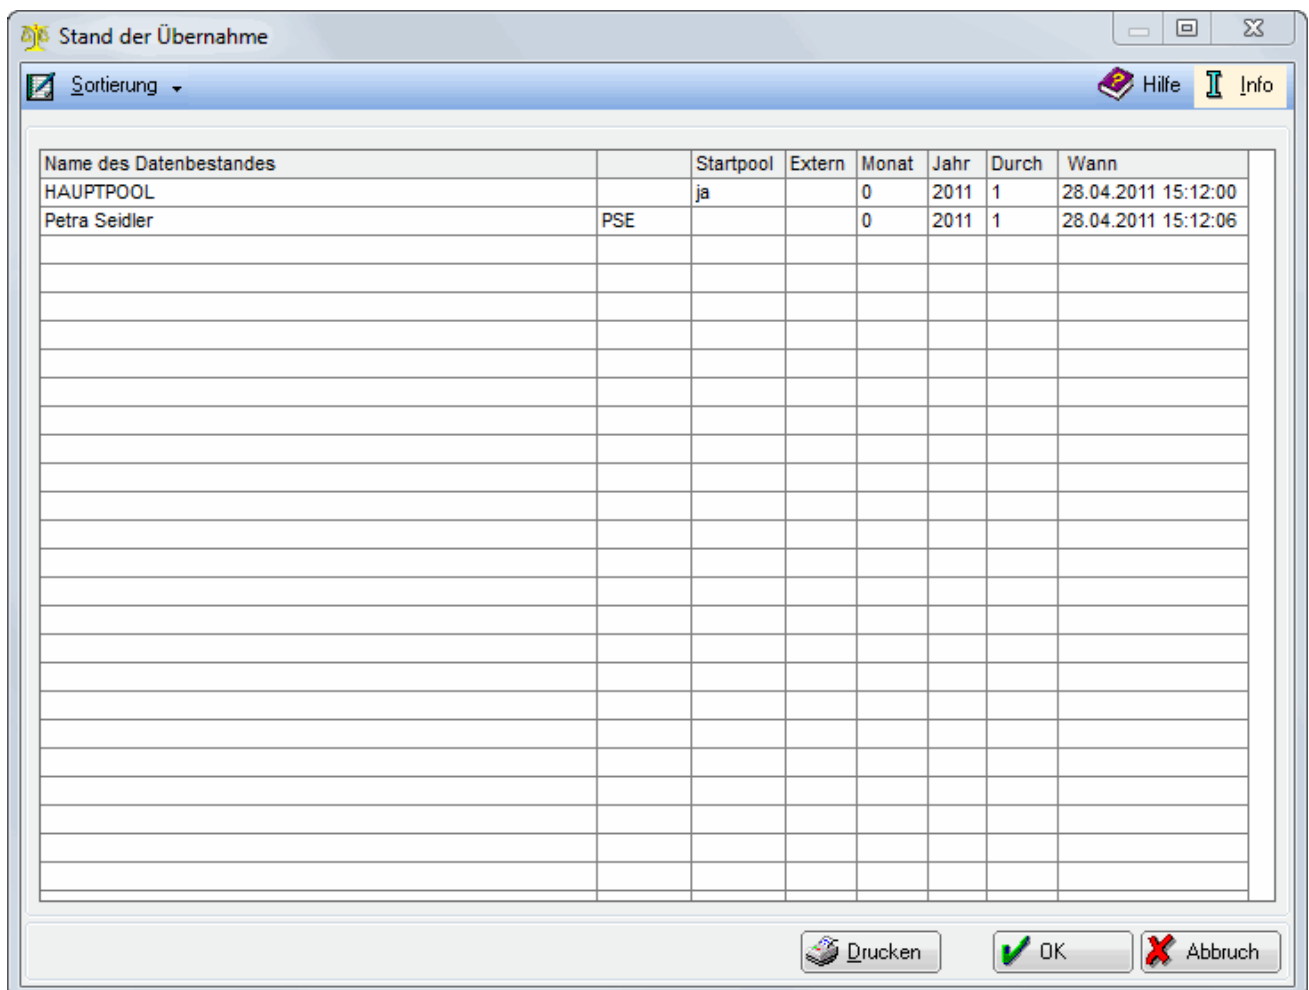 Stand der Übernahme
Sortierung Hilfe Info
Name des Datenbestandes Startpool Extern Monat Jahr Durch Wann
HAUPTPOOL ja 0 2011 1 28.04.2011 15:12:00
Petra Seidler PSE 0 2011 1 28.04.2011 15:12:06
Drucken OK Abbruch